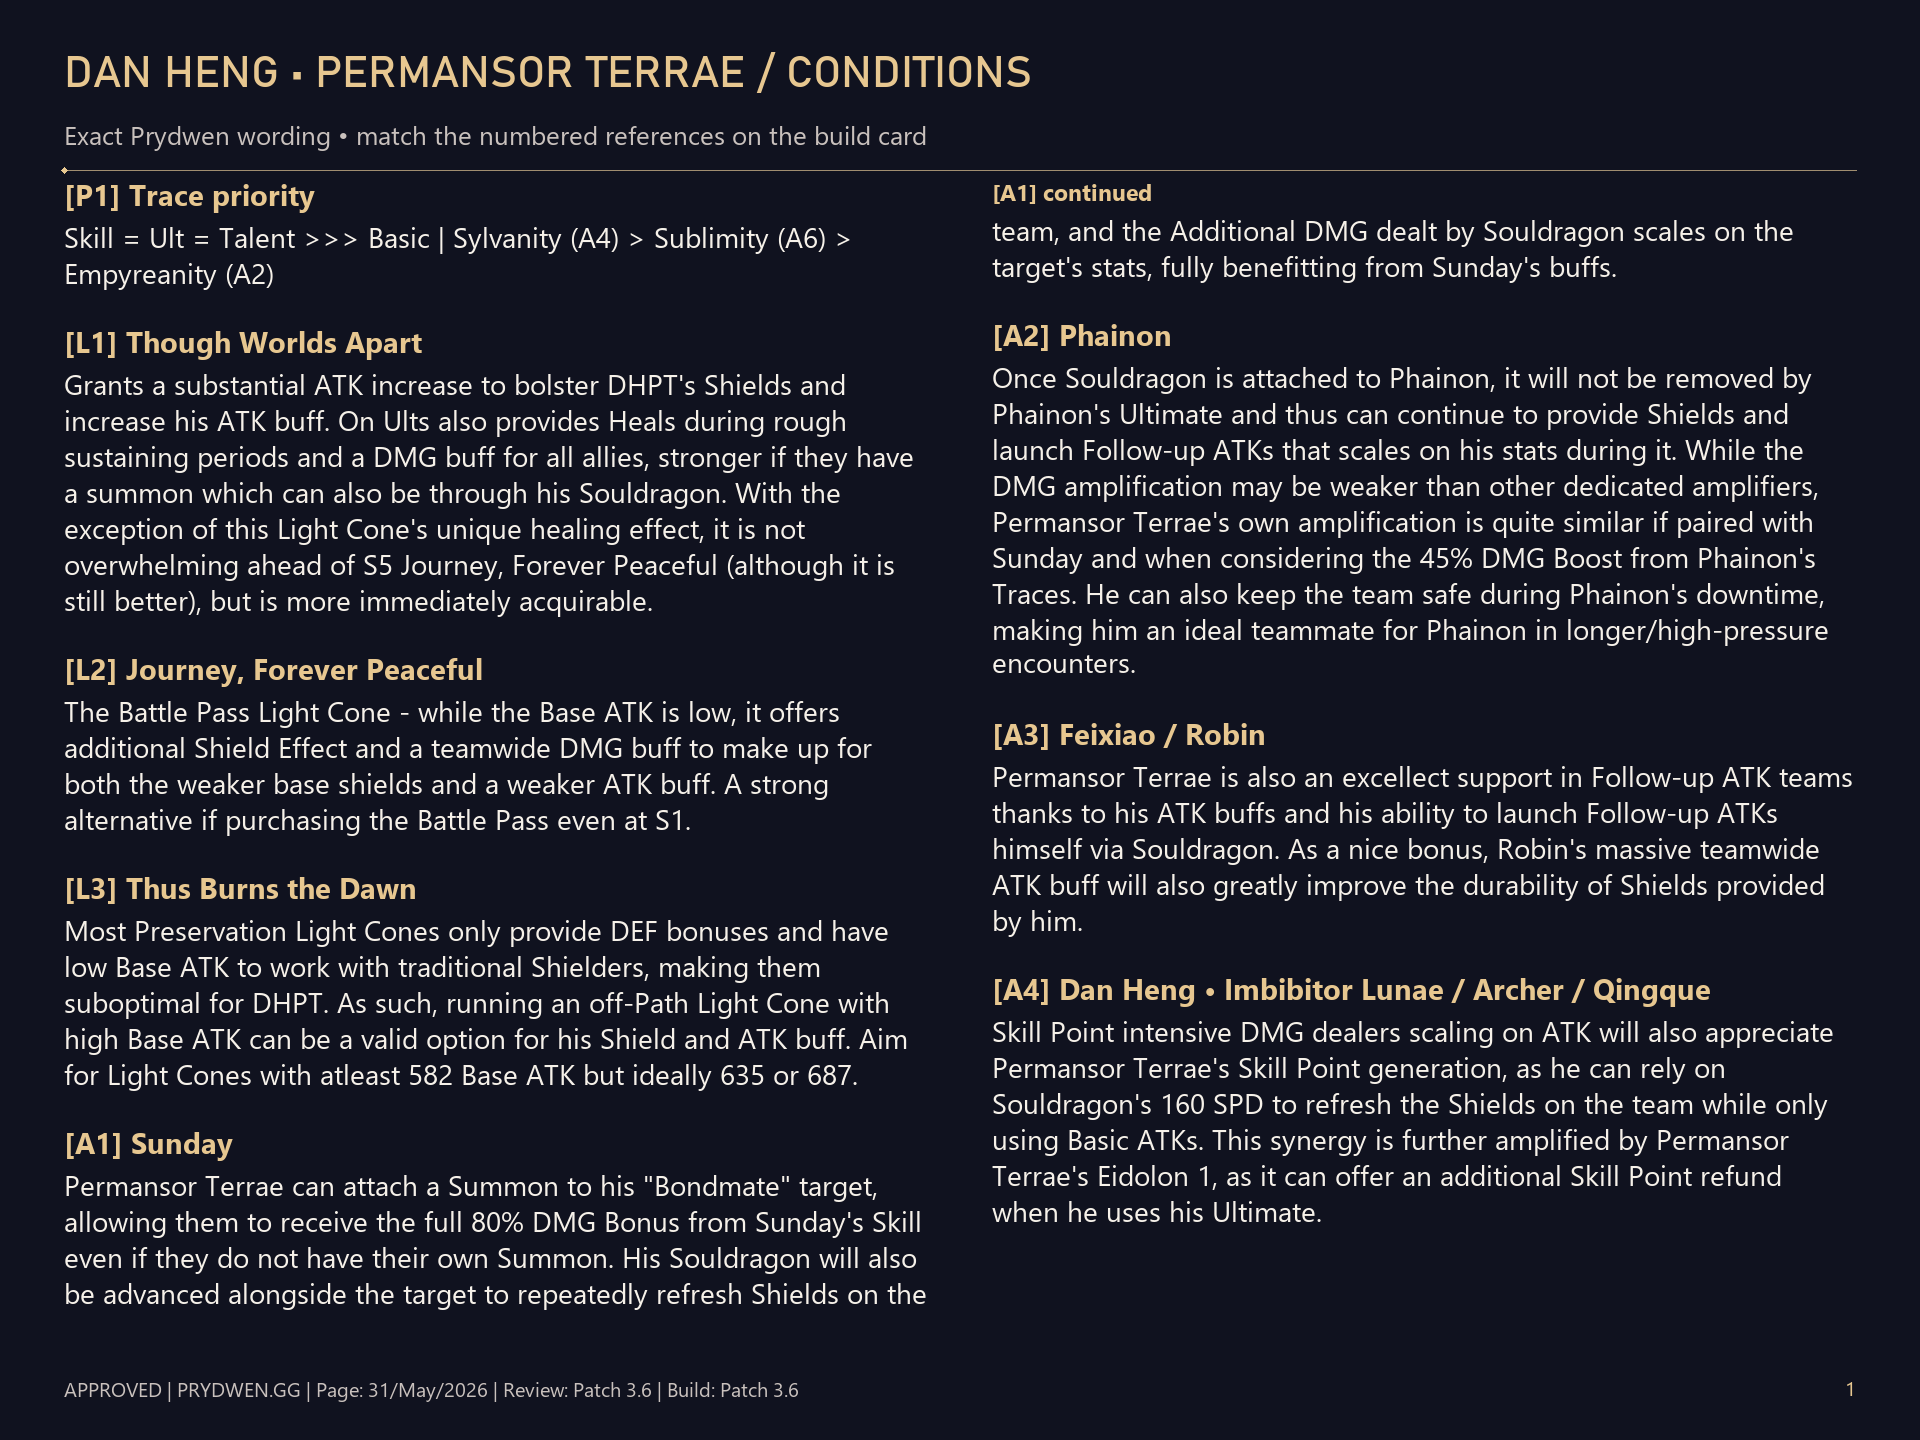 DAN HENG • PERMANSOR TERRAE / CONDITIONS
Exact Prydwen wording • match the numbered references on the build card
[P1] Trace priority
Skill = Ult = Talent >>> Basic | Sylvanity (A4) > Sublimity (A6) >
Empyreanity (A2)
[L1] Though Worlds Apart
Grants a substantial ATK increase to bolster DHPT's Shields and
increase his ATK buff. On Ults also provides Heals during rough
sustaining periods and a DMG buff for all allies, stronger if they have
a summon which can also be through his Souldragon. With the
exception of this Light Cone's unique healing effect, it is not
overwhelming ahead of S5 Journey, Forever Peaceful (although it is
still better), but is more immediately acquirable.
[L2] Journey, Forever Peaceful
The Battle Pass Light Cone - while the Base ATK is low, it offers
additional Shield Effect and a teamwide DMG buff to make up for
both the weaker base shields and a weaker ATK buff. A strong
alternative if purchasing the Battle Pass even at S1.
[L3] Thus Burns the Dawn
Most Preservation Light Cones only provide DEF bonuses and have
low Base ATK to work with traditional Shielders, making them
suboptimal for DHPT. As such, running an off-Path Light Cone with
high Base ATK can be a valid option for his Shield and ATK buff. Aim
for Light Cones with atleast 582 Base ATK but ideally 635 or 687.
[A1] Sunday
Permansor Terrae can attach a Summon to his "Bondmate" target,
allowing them to receive the full 80% DMG Bonus from Sunday's Skill
even if they do not have their own Summon. His Souldragon will also
be advanced alongside the target to repeatedly refresh Shields on the
[A1] continued
team, and the Additional DMG dealt by Souldragon scales on the
target's stats, fully benefitting from Sunday's buffs.
[A2] Phainon
Once Souldragon is attached to Phainon, it will not be removed by
Phainon's Ultimate and thus can continue to provide Shields and
launch Follow-up ATKs that scales on his stats during it. While the
DMG amplification may be weaker than other dedicated amplifiers,
Permansor Terrae's own amplification is quite similar if paired with
Sunday and when considering the 45% DMG Boost from Phainon's
Traces. He can also keep the team safe during Phainon's downtime,
making him an ideal teammate for Phainon in longer/high-pressure
encounters.
[A3] Feixiao / Robin
Permansor Terrae is also an excellect support in Follow-up ATK teams
thanks to his ATK buffs and his ability to launch Follow-up ATKs
himself via Souldragon. As a nice bonus, Robin's massive teamwide
ATK buff will also greatly improve the durability of Shields provided
by him.
[A4] Dan Heng • Imbibitor Lunae / Archer / Qingque
Skill Point intensive DMG dealers scaling on ATK will also appreciate
Permansor Terrae's Skill Point generation, as he can rely on
Souldragon's 160 SPD to refresh the Shields on the team while only
using Basic ATKs. This synergy is further amplified by Permansor
Terrae's Eidolon 1, as it can offer an additional Skill Point refund
when he uses his Ultimate.
APPROVED | PRYDWEN.GG | Page: 31/May/2026 | Review: Patch 3.6 | Build: Patch 3.6
1